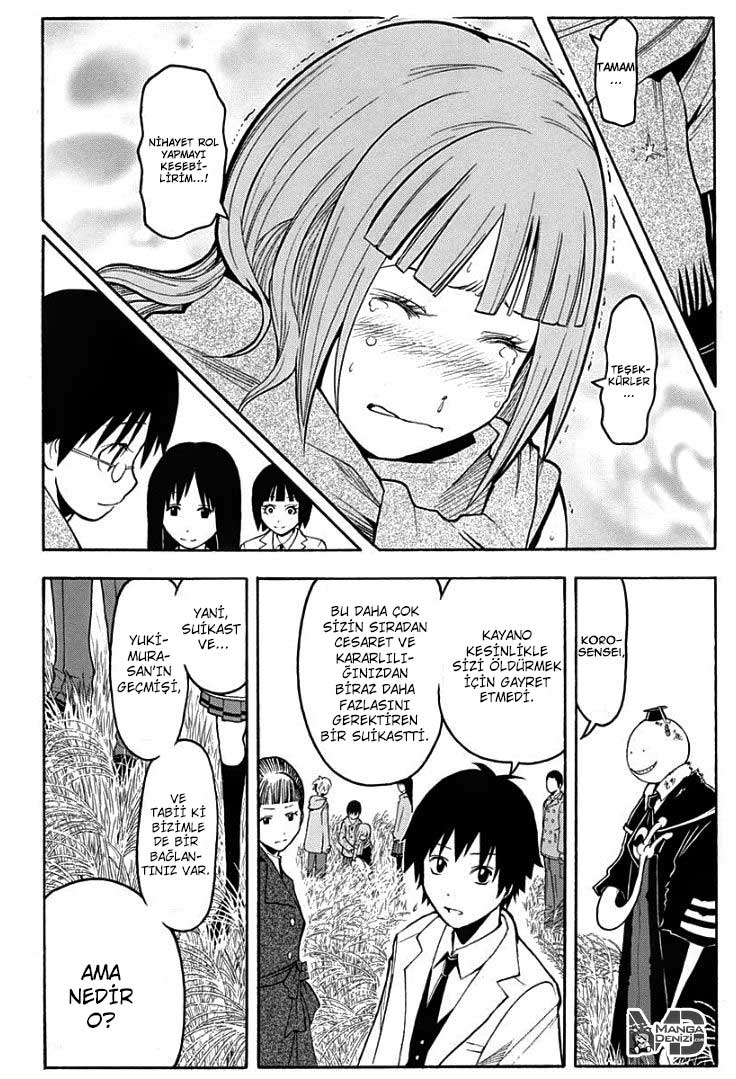 TAMAM
...
NİHAYET ROL
YAPMAYI
KESEBİ-
LİRİM...!
TEŞEK-
KÜRLER
...
KORO-
SENSEI,
KAYANO
KESİNLİKLE
SİZİ ÖLDÜRMEK
İÇİN GAYRET
ETMEDİ.
BU DAHA ÇOK
SİZİN SIRADAN
CESARET VE
KARARLILI-
ĞINIZDAN
BİRAZ DAHA
FAZLASINI
GEREKTİREN
BİR SUİKASTTİ.
YANİ,
SUİKAST
VE...
YUKİ-
MURA-
SAN'IN
GEÇMİŞİ,
VE
TABİİ Kİ
BİZİMLE
DE BİR
BAĞLAN-
TINIZ VAR.
AMA
NEDİR
O?
MANGA
DENİZİ.com